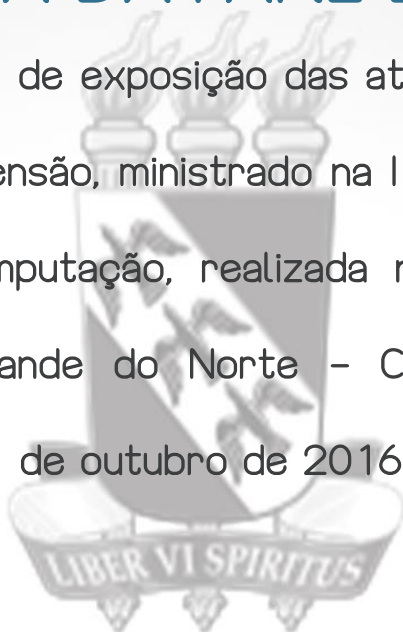 de exposição das at
ensão, ministrado na I
mputação, realizada
ande do Norte – C
de outubro de 2016
LIBER VI SPIRITUS